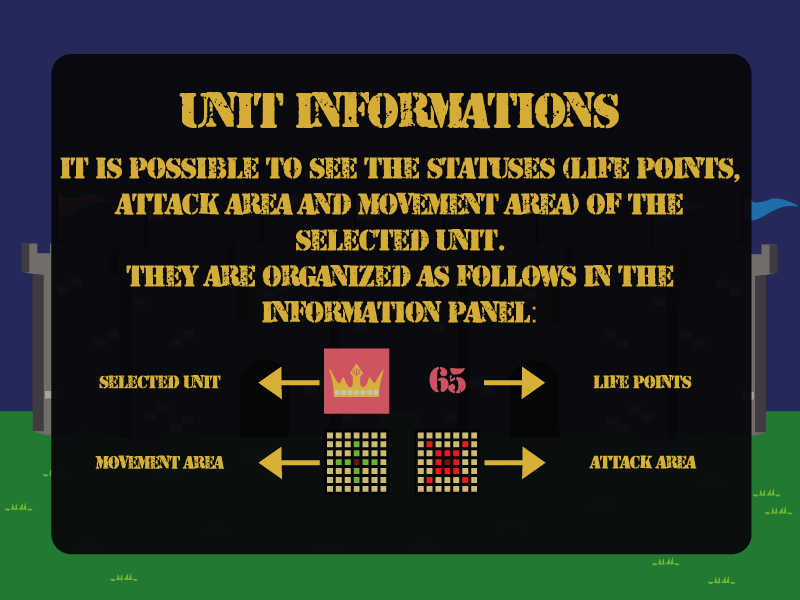 UNIT INFORMATIONS
IT IS POSSIBLE TO SEE THE STATUSES (LIFE POINTS,
ATTACK AREA AND MOVEMENT AREA) OF THE
SELECTED UNIT.
THEY ARE ORGANIZED AS FOLLOWS IN THE
INFORMATION PANEL:
SELECTED UNIT 65 LIFE POINTS
MOVEMENT AREA ATTACK AREA